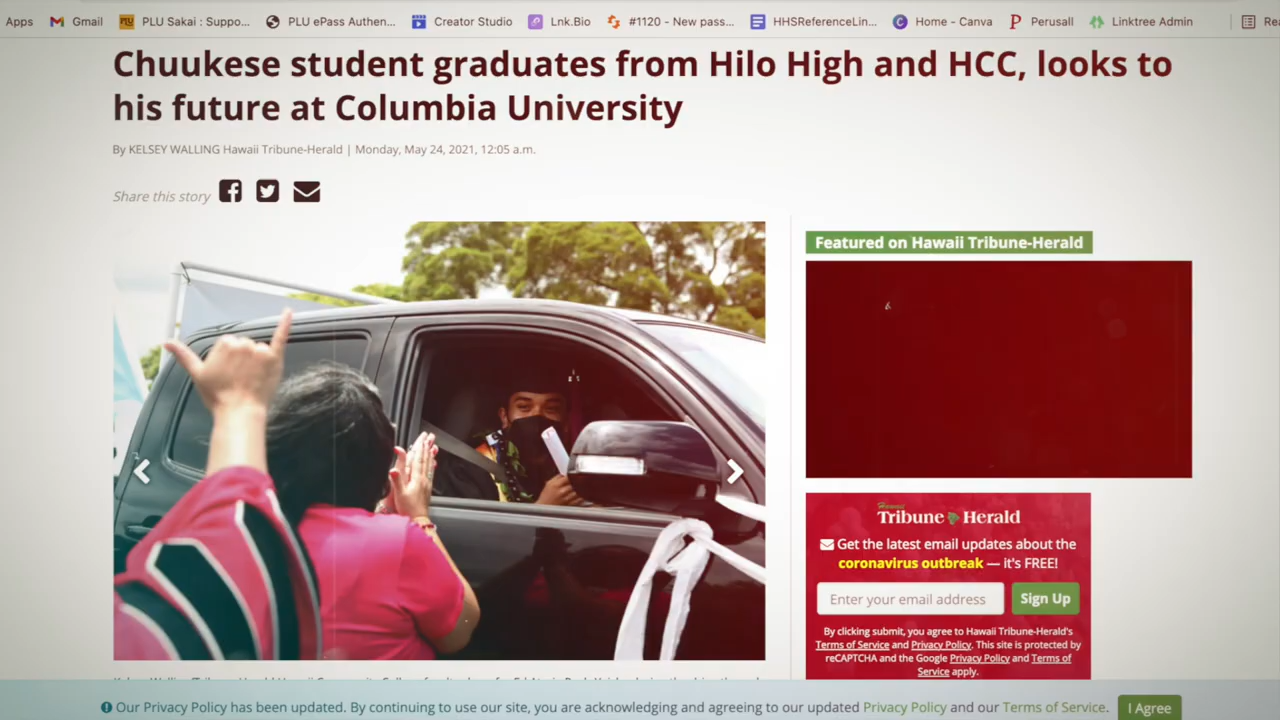 Apps Gmail PLU Sakai : Suppo... PLU ePass Authen... Creator Studio Lnk.Bio #1120 - New pass... HHSReferenceLin... Home - Canva Perusall Linktree Admin
Chuukese student graduates from Hilo High and HCC, looks to
his future at Columbia University
By KELSEY WALLING Hawaii Tribune-Herald | Monday, May 24, 2021, 12:05 a.m.
Share this story
Featured on Hawaii Tribune-Herald
Hawaii
Tribune Herald
Get the latest email updates about the
coronavirus outbreak — it's FREE!
Enter your email address Sign Up
By clicking submit, you agree to Hawaii Tribune-Herald's
Terms of Service and Privacy Policy. This site is protected by
reCAPTCHA and the Google Privacy Policy and Terms of
Service apply.
Our Privacy Policy has been updated. By continuing to use our site, you are acknowledging and agreeing to our updated Privacy Policy and our Terms of Service. I Agree